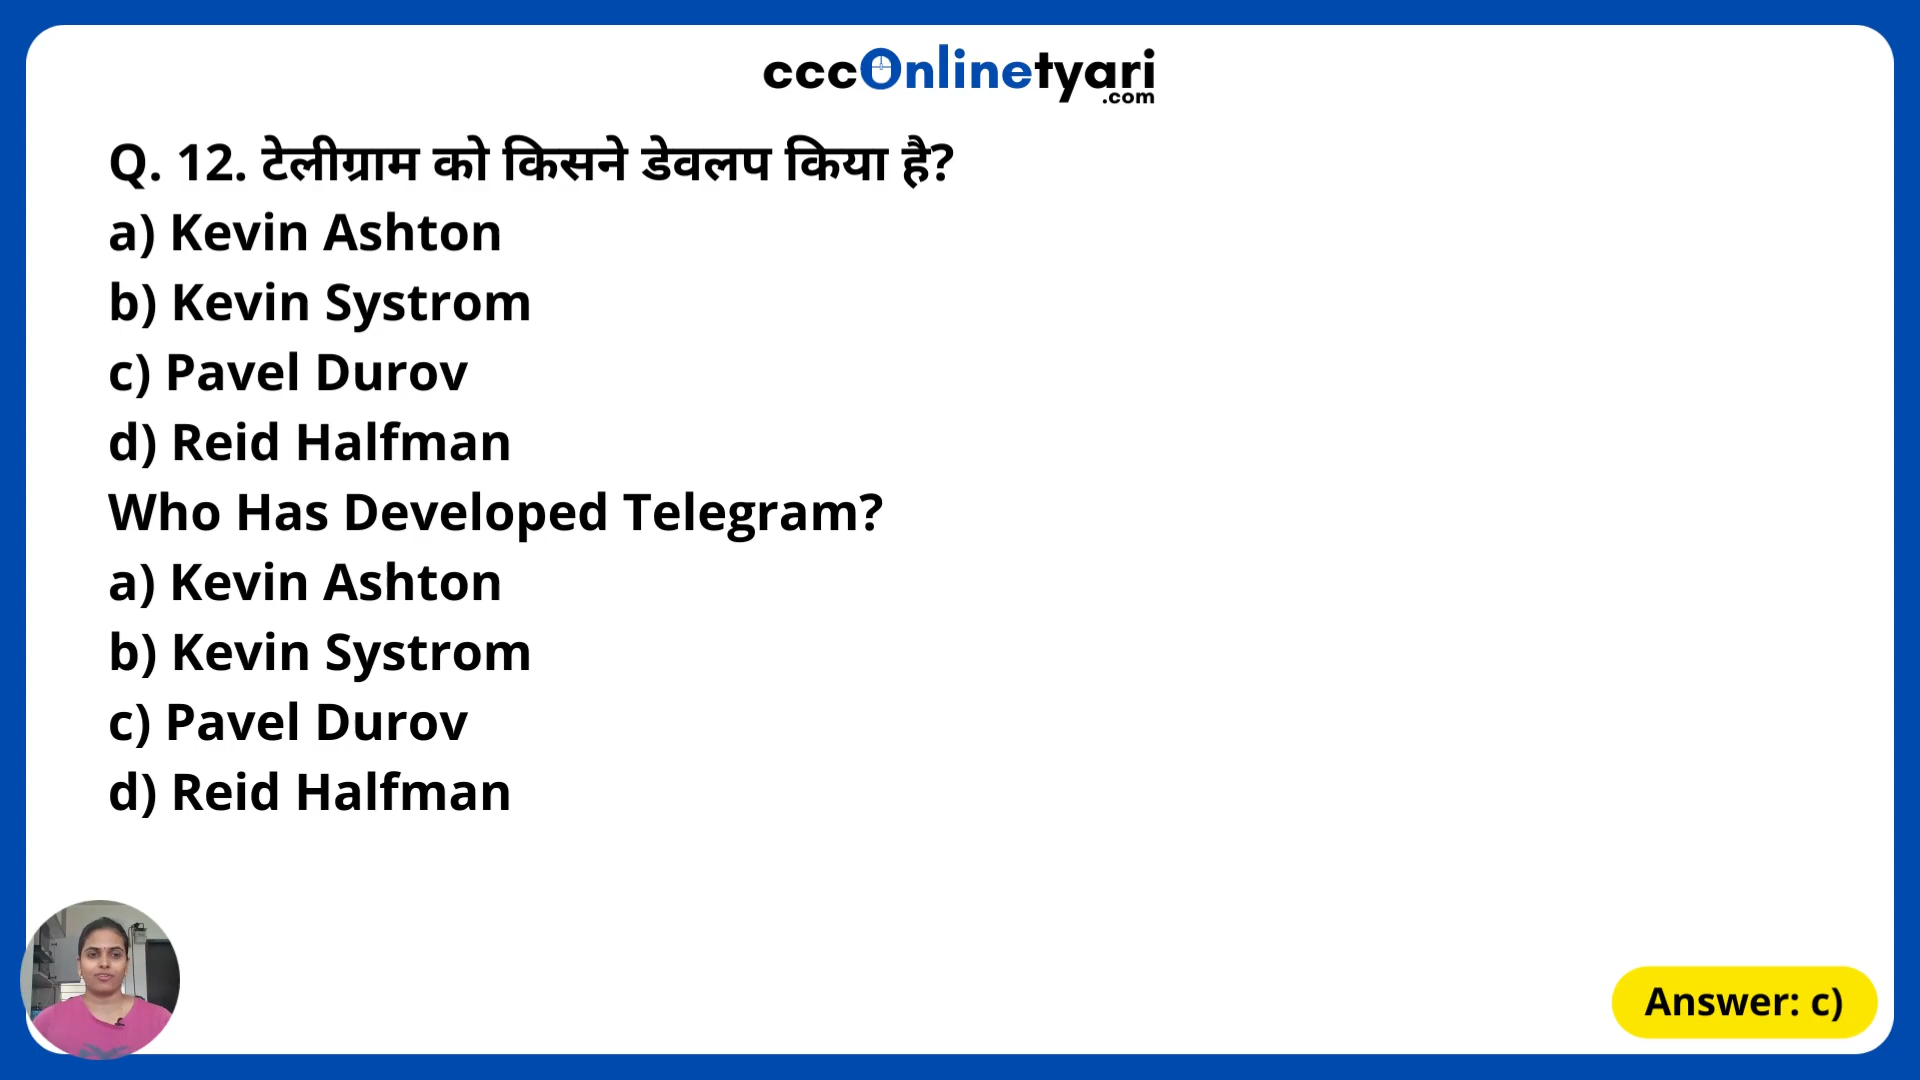 cccOnlinetyari
.com
Q. 12. टेलीग्राम को किसने डेवलप किया है?
a) Kevin Ashton
b) Kevin Systrom
c) Pavel Durov
d) Reid Halfman
Who Has Developed Telegram?
a) Kevin Ashton
b) Kevin Systrom
c) Pavel Durov
d) Reid Halfman
Answer: c)